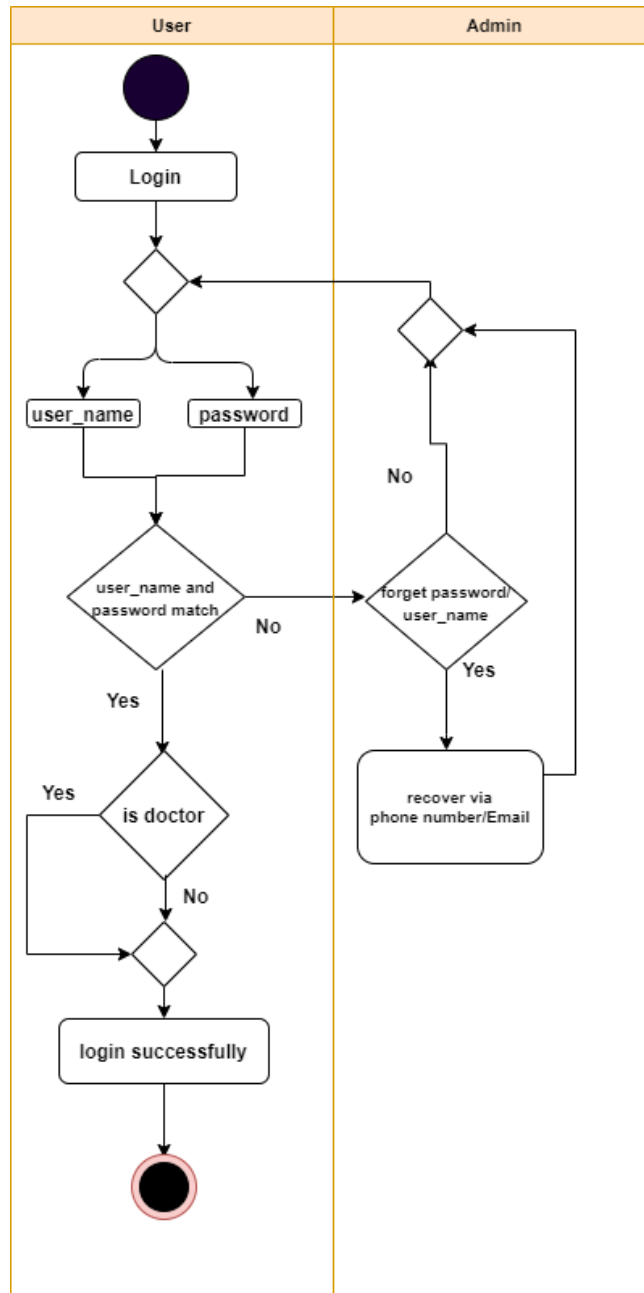 User
Admin
Login
user_name
password
No
user_name and
password match
No
forget password/
user_name
Yes
Yes
recover via
phone number/Email
Yes
is doctor
No
login successfully